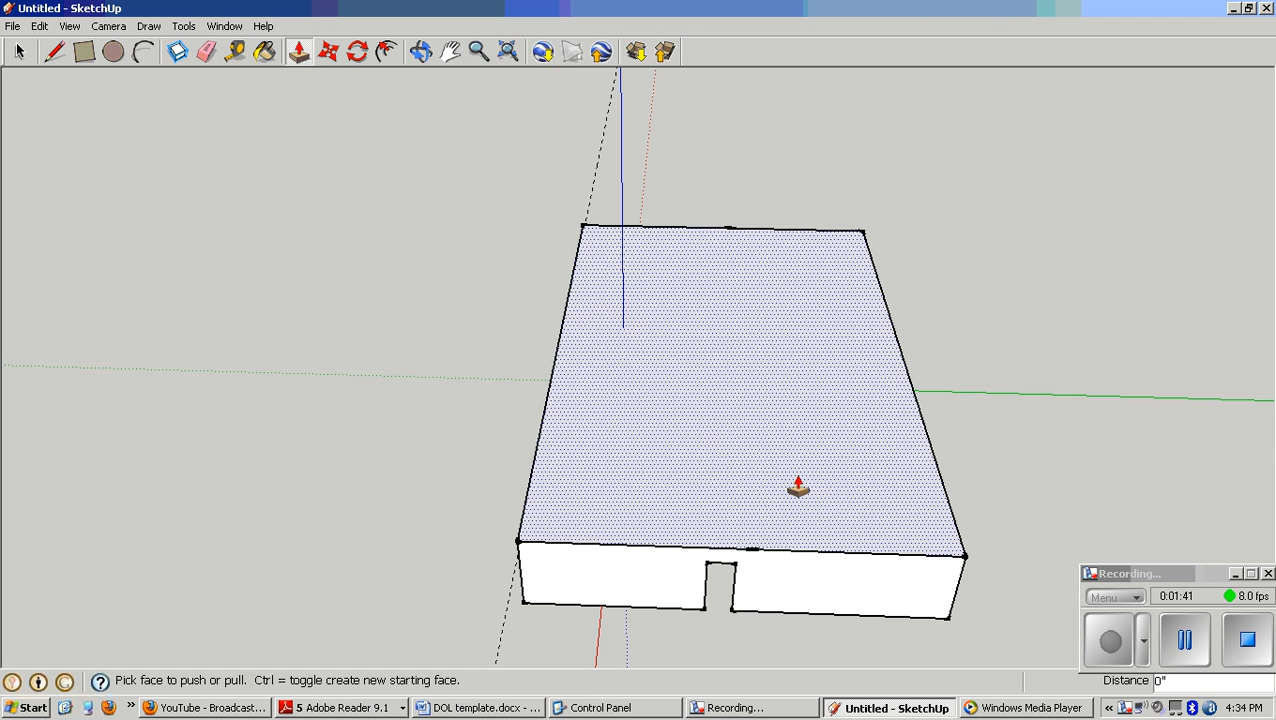 Untitled - SketchUp
File Edit View Camera Draw Tools Window Help
Recording...
Menu 0:01:41 8.0 fps
Pick face to push or pull. Ctrl = toggle create new starting face. Distance 0"
Start YouTube - Broadcast... 5 Adobe Reader 9.1 DOL template.docx - ... Control Panel Recording... Untitled - SketchUp Windows Media Player 4:34 PM